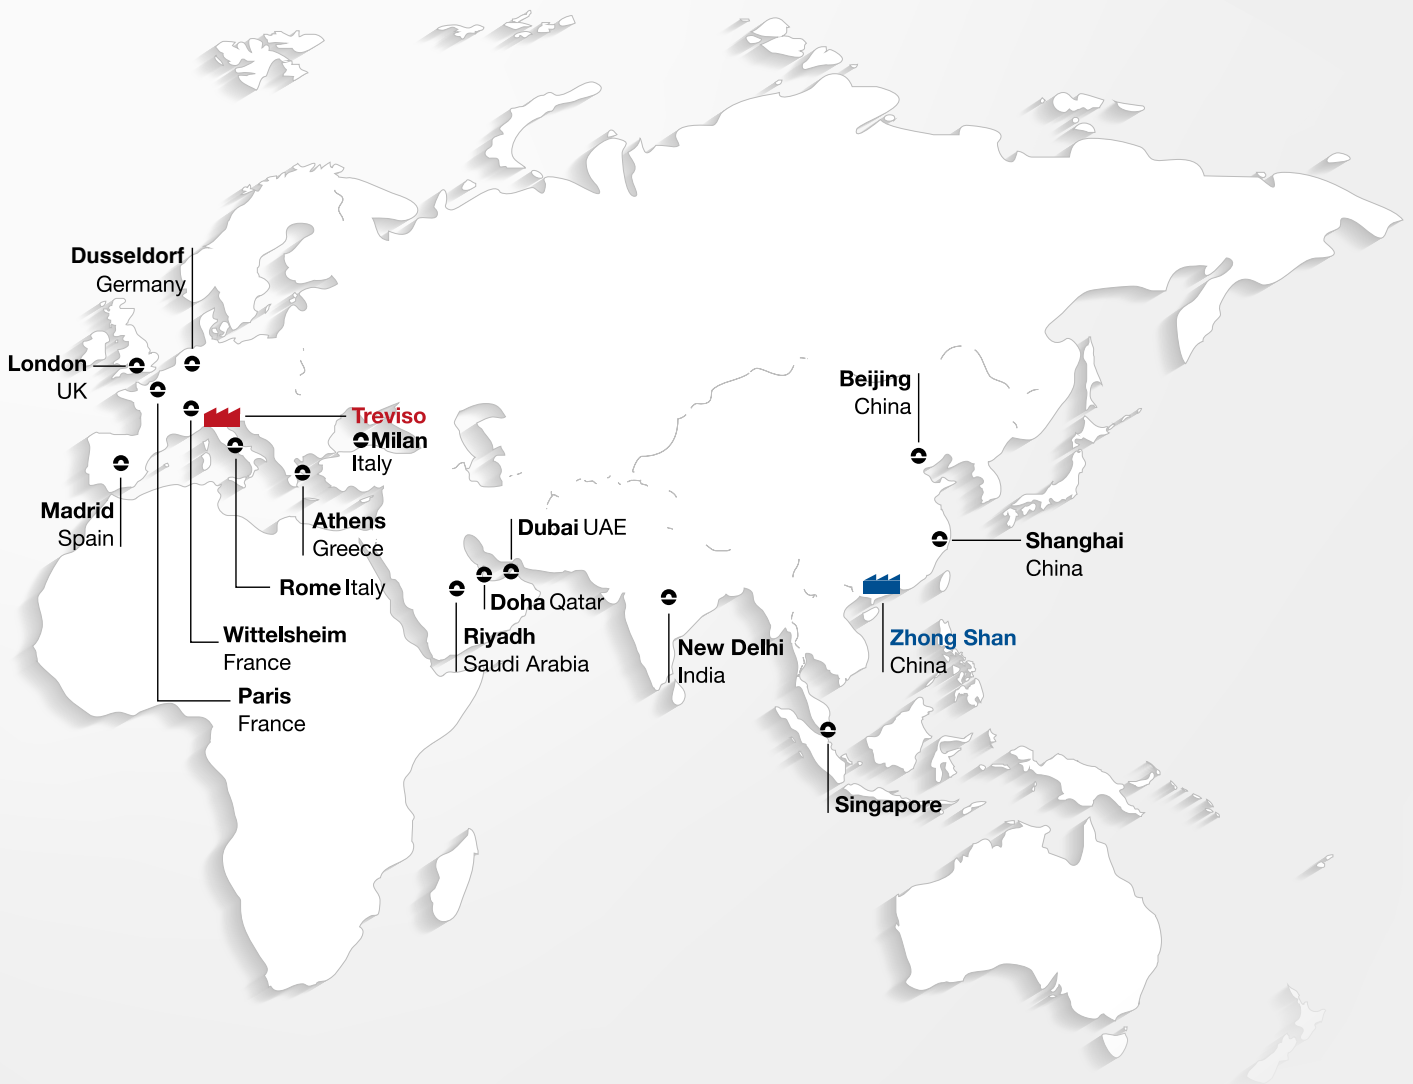 Dusseldorf
Germany
London
UK
Treviso
Milan
Italy
Madrid
Spain
Athens
Greece
Rome Italy
Wittelsheim
France
Paris
France
Dubai UAE
Doha Qatar
Riyadh
Saudi Arabia
New Delhi
India
Beijing
China
Shanghai
China
Zhong Shan
China
Singapore